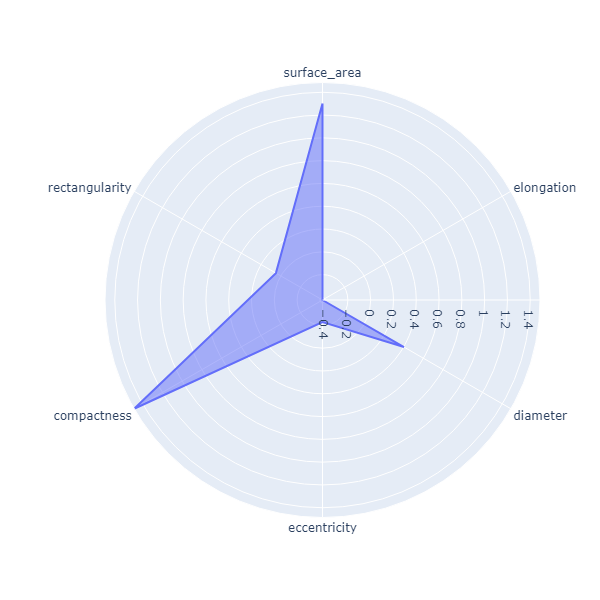 surface_area
rectangularity
elongation
−0.4
−0.2
0
0.2
0.4
0.6
0.8
1
1.2
1.4
compactness
diameter
eccentricity